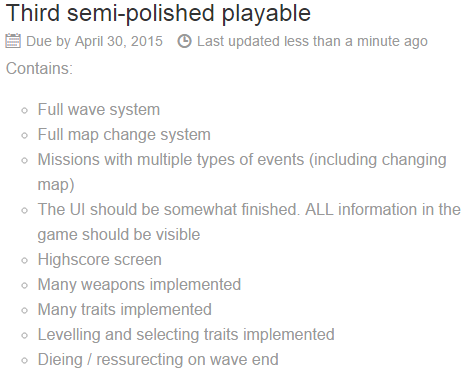 Third semi-polished playable
Due by April 30, 2015 Last updated less than a minute ago
Contains:
Full wave system
Full map change system
Missions with multiple types of events (including changing
map)
The UI should be somewhat finished. ALL information in the
game should be visible
Highscore screen
Many weapons implemented
Many traits implemented
Levelling and selecting traits implemented
Dieing / ressurecting on wave end